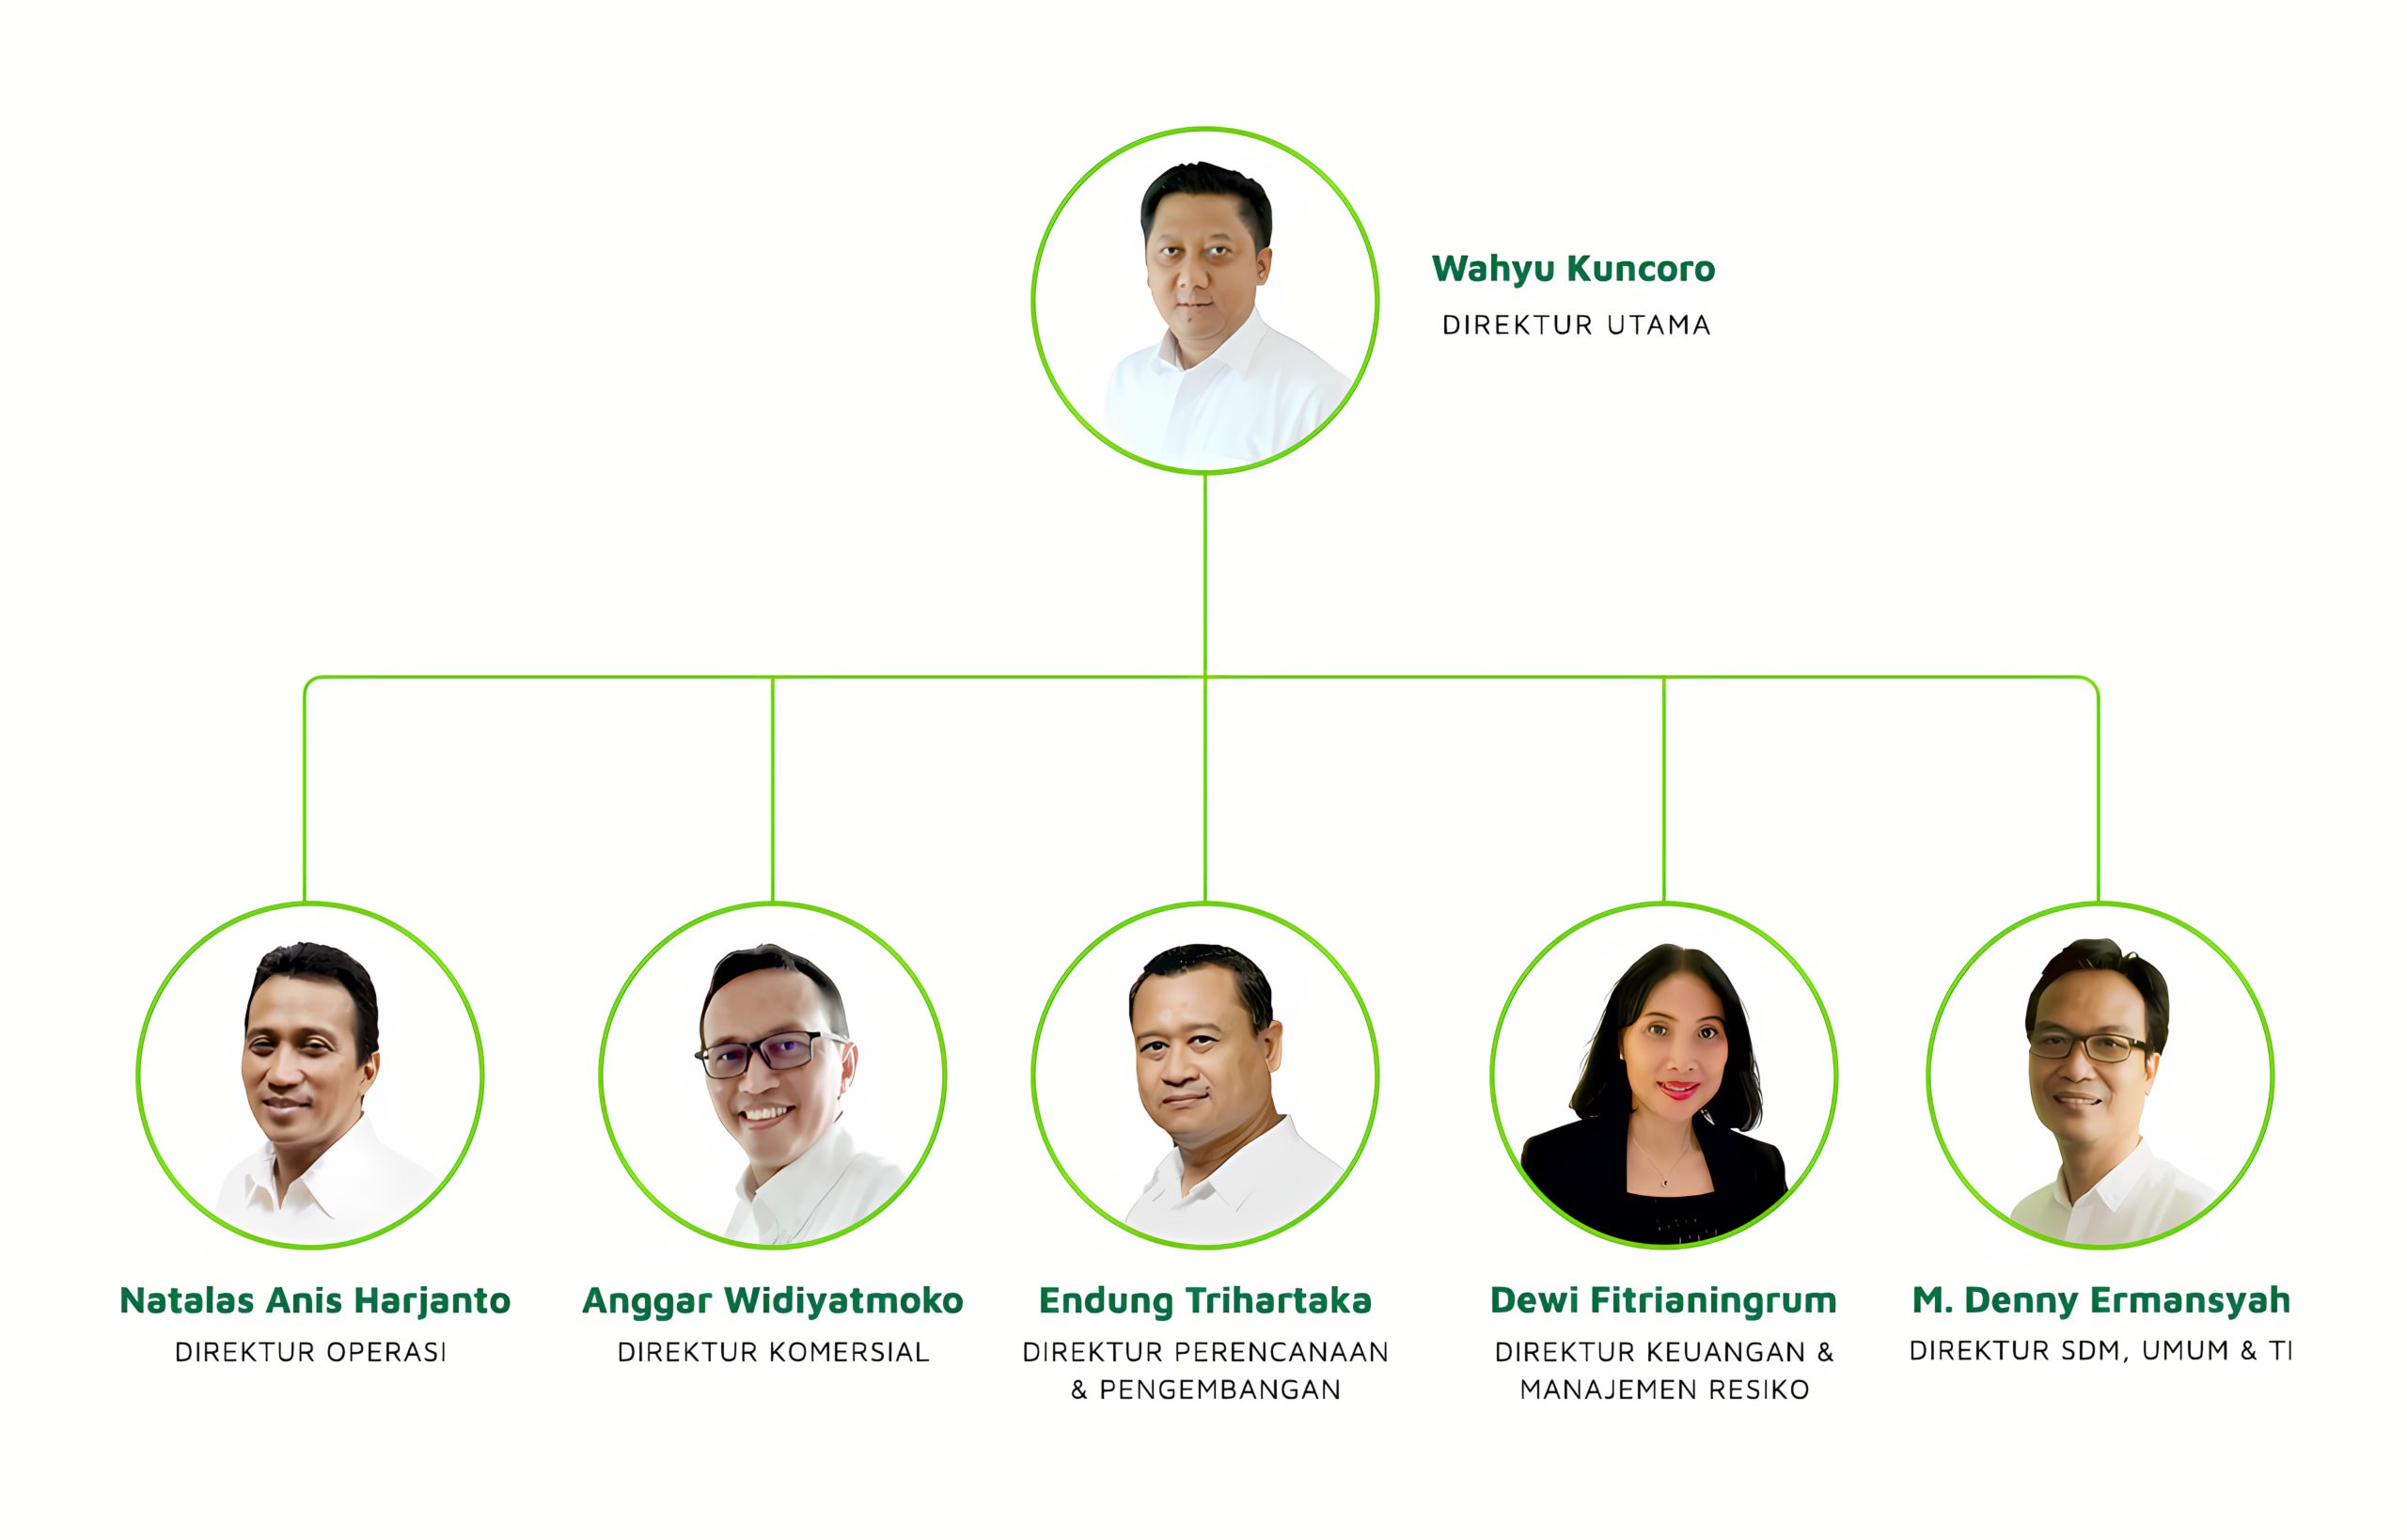 Wahyu Kuncoro
DIREKTUR UTAMA
Natalas Anis Harjanto
DIREKTUR OPERASI
Anggar Widiyatmoko
DIREKTUR KOMERSIAL
Endung Trihartaka
DIREKTUR PERENCANAAN
& PENGEMBANGAN
Dewi Fitrianingrum
DIREKTUR KEUANGAN &
MANAJEMEN RESIKO
M. Denny Ermansyah
DIREKTUR SDM, UMUM & TI